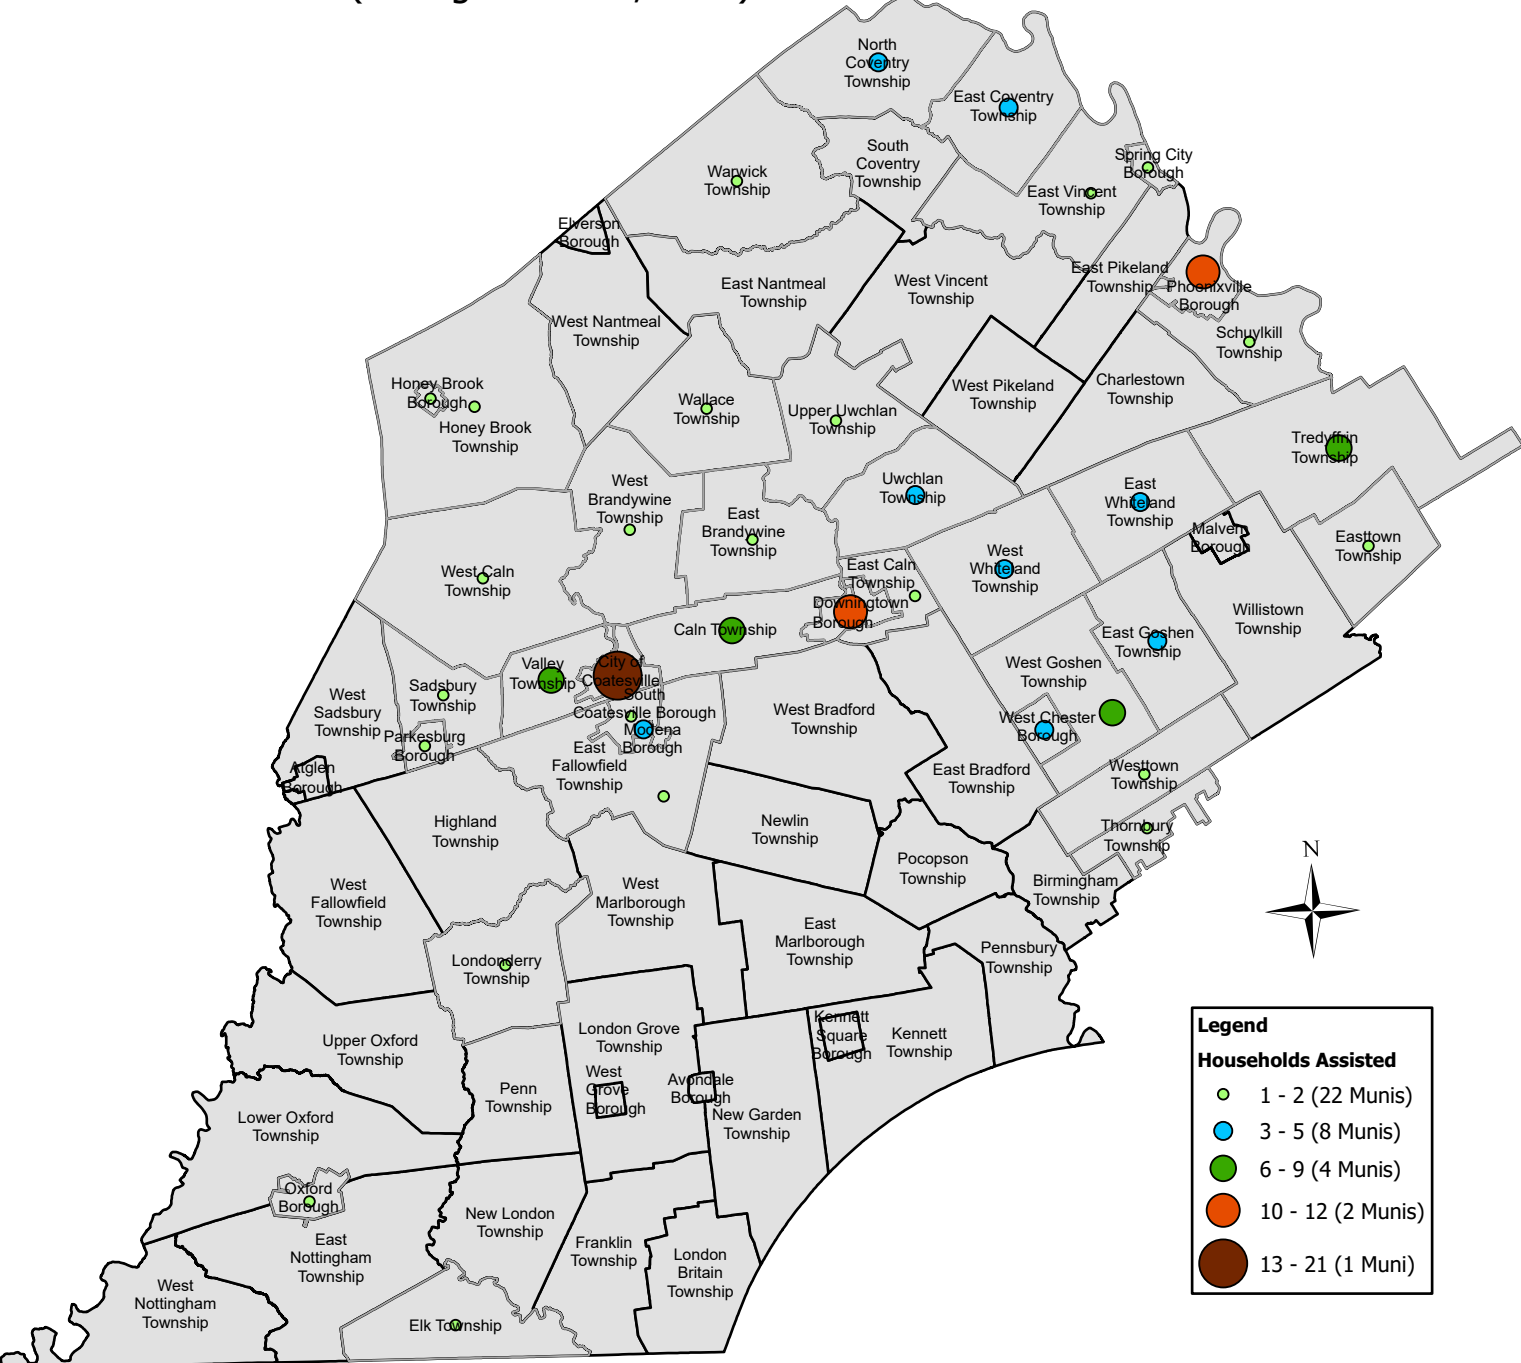 North
Coventry
Township
East Coventry
Township
South
Coventry
Township
Spring City
Borough
Warwick
Township
East Vincent
Township
Elverson
Borough
East Nantmeal
Township
West Vincent
Township
East Pikeland
Township
Phoenixville
Borough
West Nantmeal
Township
Schuylkill
Township
Honey Brook
Borough
Honey Brook
Township
Wallace
Township
Upper Uwchlan
Township
West Pikeland
Township
Charlestown
Township
Tredyffrin
Township
West
Brandywine
Township
East
Brandywine
Township
Uwchlan
Township
East
Whiteland
Township
Malvern
Borough
Easttown
Township
West Caln
Township
East Caln
Township
West
Whiteland
Township
Downingtown
Borough
Caln Township
Willistown
Township
East Goshen
Township
West Goshen
Township
Valley
Township
City of
Coatesville
South
Coatesville Borough
Modena
Borough
Sadsbury
Township
West
Sadsbury
Township
Parkesburg
Borough
West Bradford
Township
West Chester
Borough
East
Fallowfield
Township
Atglen
Borough
East Bradford
Township
Westtown
Township
Highland
Township
Newlin
Township
Thornbury
Township
Pocopson
Township
Birmingham
Township
West
Fallowfield
Township
West
Marlborough
Township
East
Marlborough
Township
Pennsbury
Township
Londonderry
Township
Upper Oxford
Township
London Grove
Township
Kennett
Square
Borough
Kennett
Township
Penn
Township
West
Grove
Borough
Avondale
Borough
New Garden
Township
Lower Oxford
Township
Oxford
Borough
New London
Township
East
Nottingham
Township
Franklin
Township
London
Britain
Township
West
Nottingham
Township
Elk Township
N
Legend
Households Assisted
1 - 2 (22 Munis)
3 - 5 (8 Munis)
6 - 9 (4 Munis)
10 - 12 (2 Munis)
13 - 21 (1 Muni)